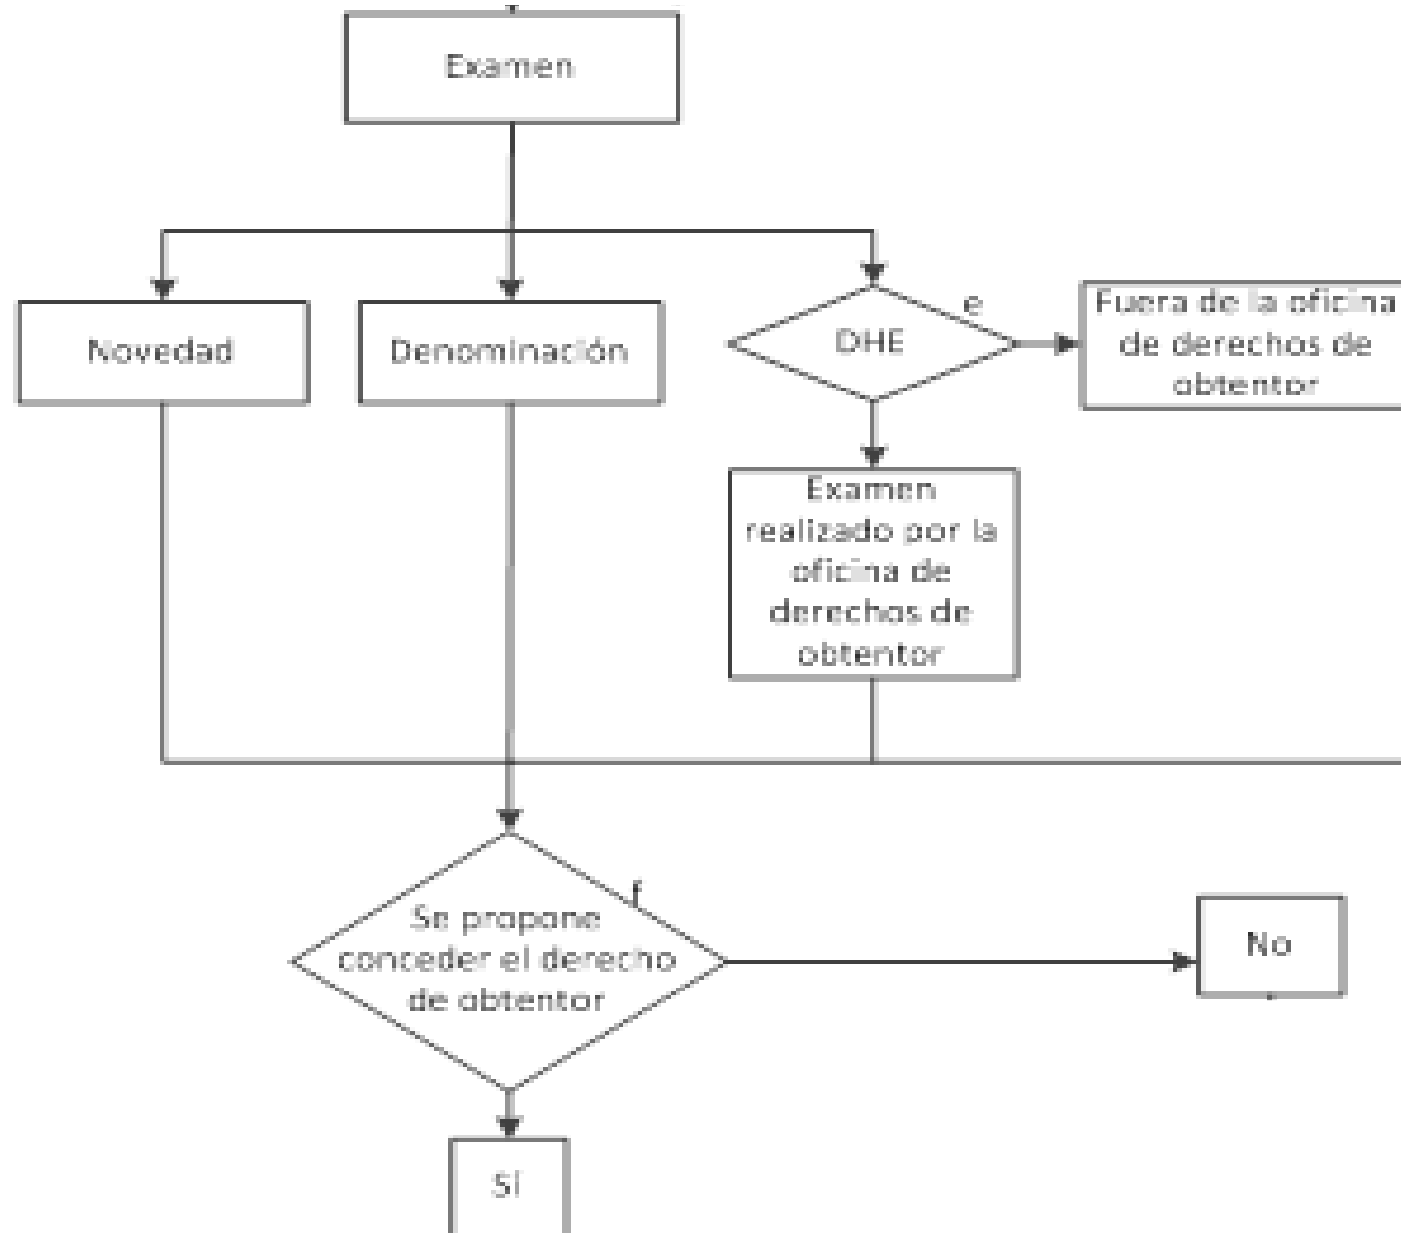 Examen
Novedad
Denominación
DHE
e
Fuera de la oficina
de derechos de
obtentor
Examen
realizado por la
oficina de
derechos de
obtentor
f
Se propone
conceder el derecho
de obtentor
No
Sí